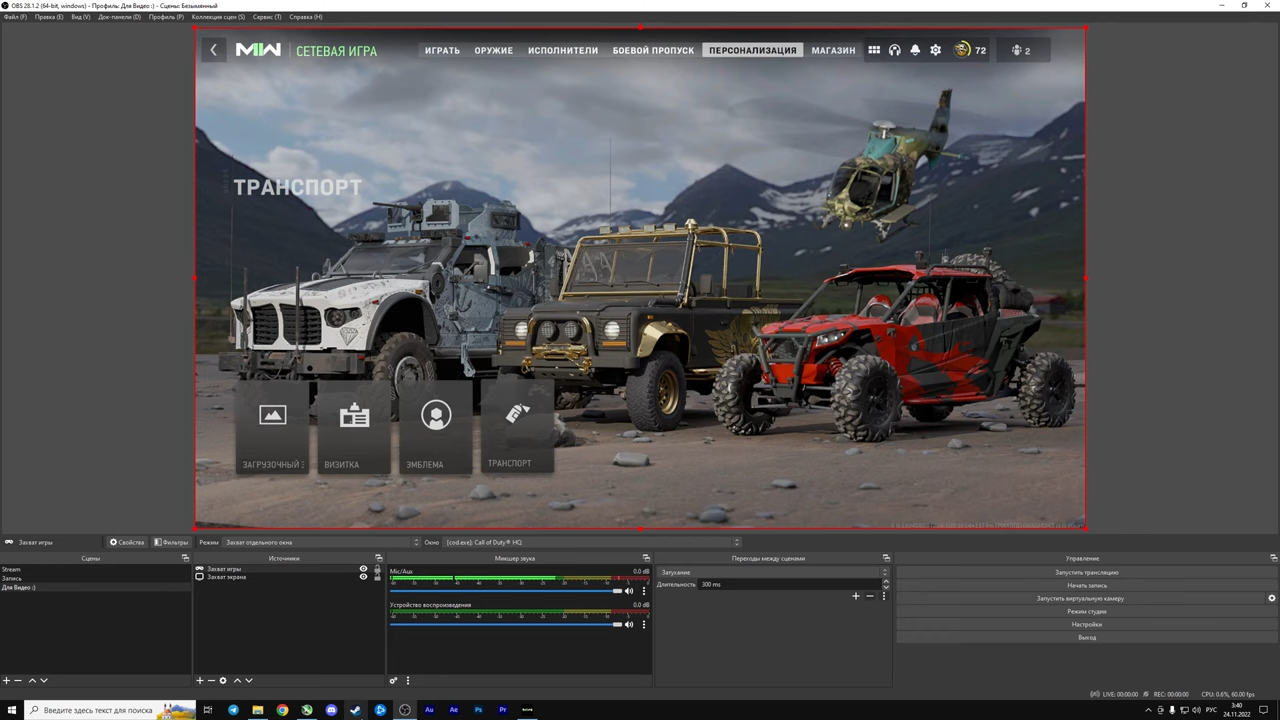 OBS 28.1.2 (64-bit, windows) - Профиль: Для Видео :) - Сцены: Безымянный
Файл (F) Правка (E) Вид (V) Док-панели (D) Профиль (P) Коллекция сцен (S) Сервис (T) Справка (H)
MW СЕТЕВАЯ ИГРА ИГРАТЬ ОРУЖИЕ ИСПОЛНИТЕЛИ БОЕВОЙ ПРОПУСК ПЕРСОНАЛИЗАЦИЯ МАГАЗИН 72 2
ТРАНСПОРТ
ЗАГРУЗОЧНЫЙ ВИЗИТКА ЭМБЛЕМА ТРАНСПОРТ
Захват игры Свойства Фильтры Режим Захват отдельного окна Окно [cod.exe]: Call of Duty® HQ
Сцены Источники Микшер звука Переходы между сценами Управление
Stream
Запись
Для Видео :)
Захват игры
Захват экрана
Mic/Aux 0.0 dB
Устройство воспроизведения 0.0 dB
Затухание
Длительность 300 ms
Запустить трансляцию
Начать запись
Запустить виртуальную камеру
Режим студии
Настройки
Выход
LIVE: 00:00:00 REC: 00:00:00 CPU: 0.6%, 60.00 fps
Введите здесь текст для поиска
Au Ae Ps Pr
РУС
3:40
24.11.2022